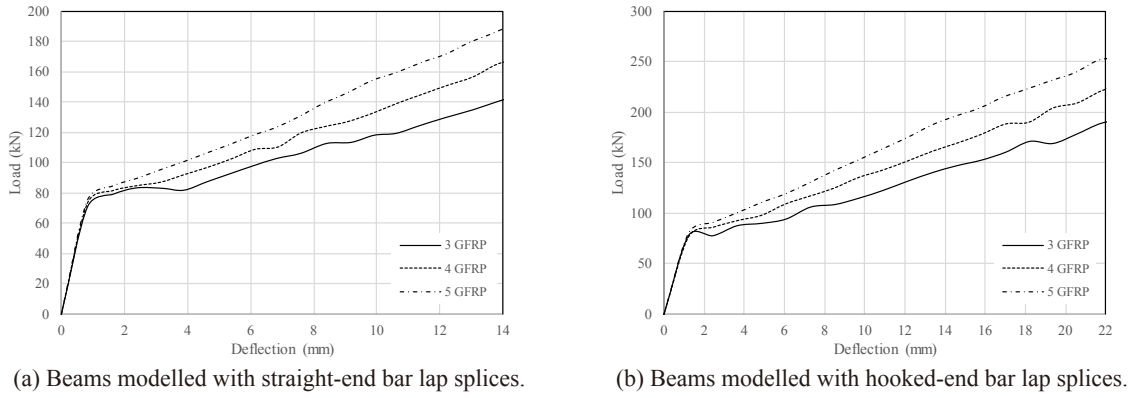 200
180
160
140
120
100
80
60
40
20
0
Load (kN)
0 2 4 6 8 10 12 14
Deflection (mm)
3 GFRP
4 GFRP
5 GFRP
(a) Beams modelled with straight-end bar lap splices.
300
250
200
150
100
50
0
Load (kN)
0 2 4 6 8 10 12 14 16 18 20 22
Deflection (mm)
3 GFRP
4 GFRP
5 GFRP
(b) Beams modelled with hooked-end bar lap splices.